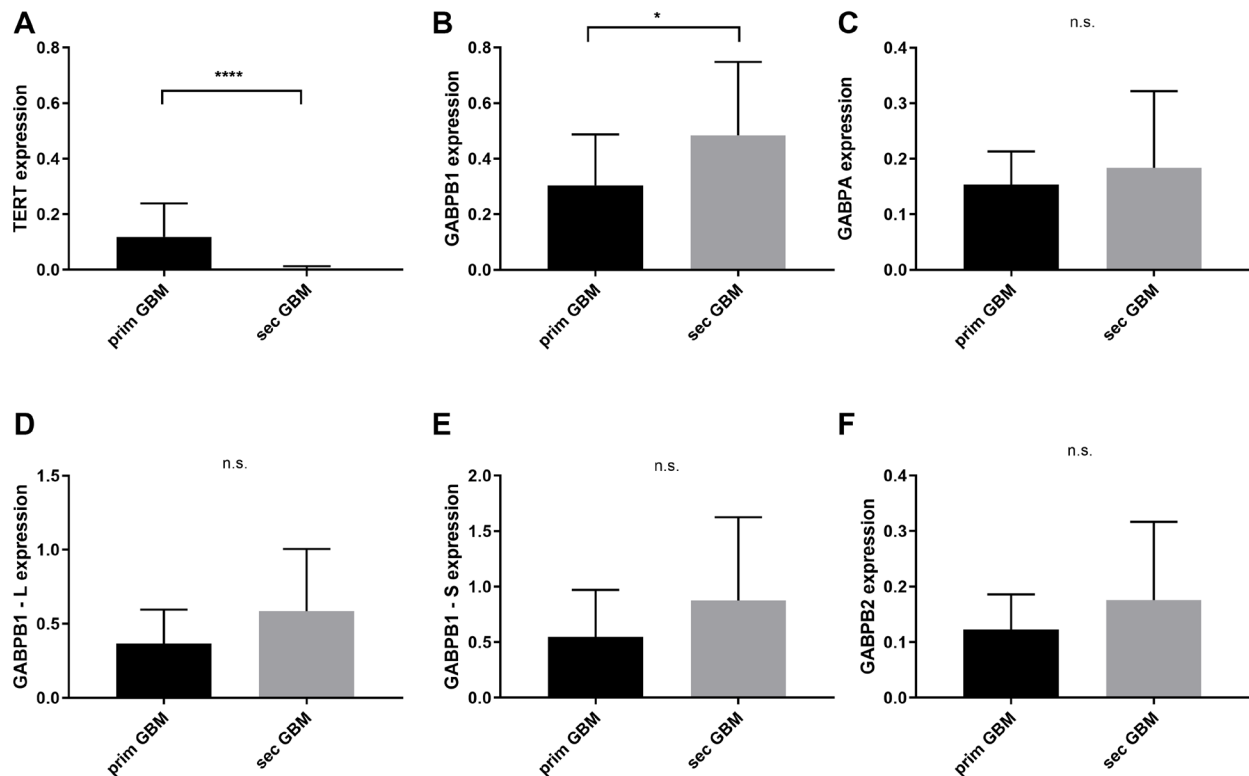 A
B
C
****
*
n.s.
TERT expression
0.8
0.6
0.4
0.2
0.0
prim GBM
sec GBM
GABPB1 expression
0.8
0.6
0.4
0.2
0.0
prim GBM
sec GBM
GABPA expression
0.4
0.3
0.2
0.1
0.0
prim GBM
sec GBM
D
E
F
n.s.
n.s.
n.s.
GABPB1 - L expression
1.5
1.0
0.5
0.0
prim GBM
sec GBM
GABPB1 - S expression
2.0
1.5
1.0
0.5
0.0
prim GBM
sec GBM
GABPB2 expression
0.4
0.3
0.2
0.1
0.0
prim GBM
sec GBM